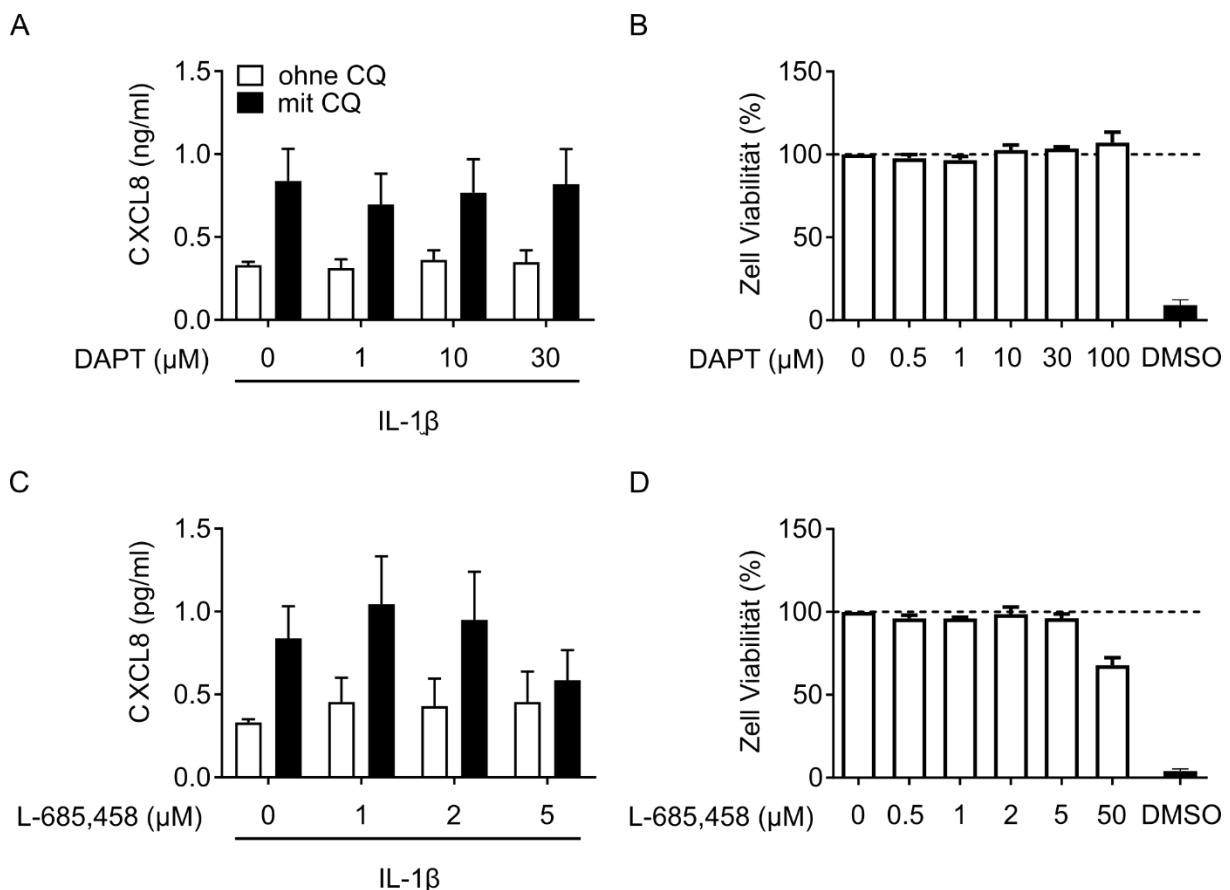 A
CXCL8 (ng/ml)
1.5
1.0
0.5
0.0
ohne CQ
mit CQ
DAPT (µM) 0 1 10 30
IL-1β
B
Zell Viabilität (%)
150
100
50
0
DAPT (µM) 0 0.5 1 10 30 100 DMSO
C
CXCL8 (pg/ml)
1.5
1.0
0.5
0.0
L-685,458 (µM) 0 1 2 5
IL-1β
D
Zell Viabilität (%)
150
100
50
0
L-685,458 (µM) 0 0.5 1 2 5 50 DMSO